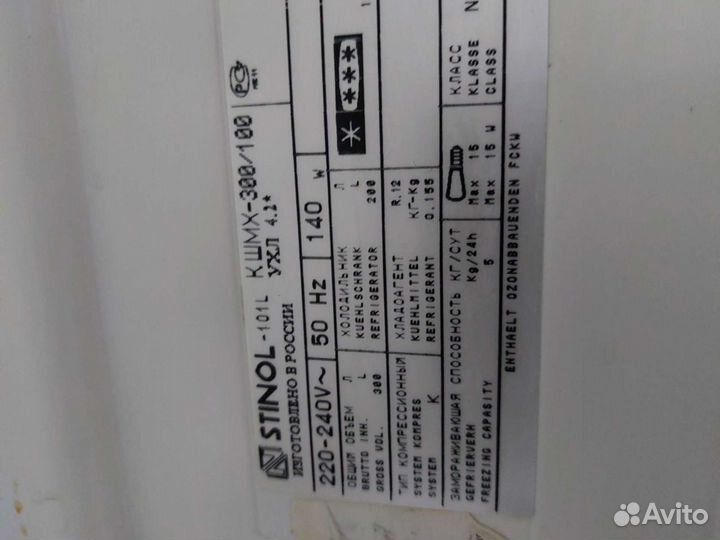 STINOL-101L КШМХ-300/100 РСТ
ИЗГОТОВЛЕНО В РОССИИ УХЛ 4.2*
220-240V~ 50 Hz 140 W
ОБЩИЙ ОБЪЕМ Л
BRUTTO INH. L
GROSS VOL. 300
ХОЛОДИЛЬНИК Л
KUEHLSCHRANK L
REFRIGERATOR 200
* ***
ТИП КОМПРЕССИОННЫЙ
SYSTEM KOMPRES
SYSTEM K
ХЛАДОАГЕНТ R.12
KUEHLMITTEL КГ-Kg
REFRIGERANT 0.155
ЗАМОРАЖИВАЮЩАЯ СПОСОБНОСТЬ КГ/СУТ
GEFRIERVERH Kg/24h
FREEZING CAPACITY 5
Max 15
Max 15 W
КЛАСС
KLASSE N
CLASS
ENTHAELT OZONABBAUENDEN FCKW
Avito